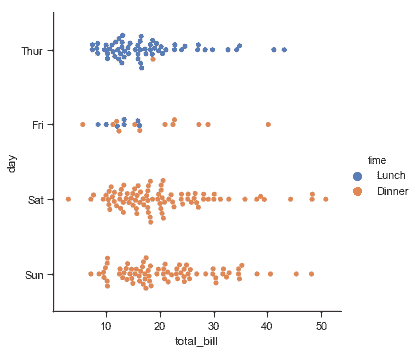 Thur
Fri
Sat
Sun
day
10 20 30 40 50
total_bill
time
Lunch
Dinner